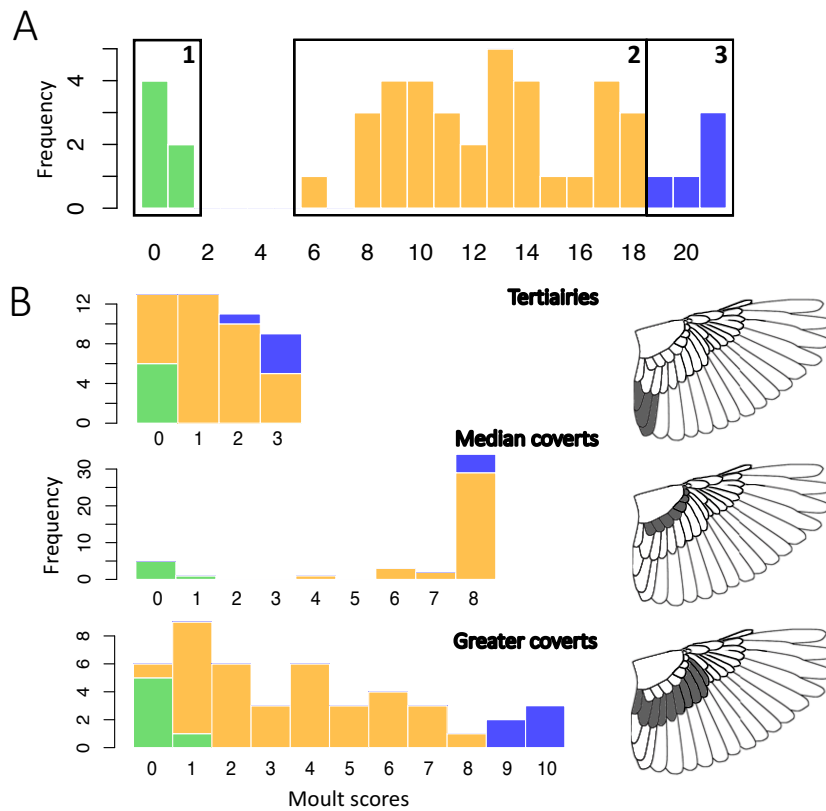 A
1 2 3
Frequency
0 2 4
0 2 4 6 8 10 12 14 16 18 20
B
Tertiairies
0 4 8 12
0 1 2 3
Median coverts
Frequency
0 10 20 30
0 1 2 3 4 5 6 7 8
Greater coverts
0 2 4 6 8
0 1 2 3 4 5 6 7 8 9 10
Moult scores